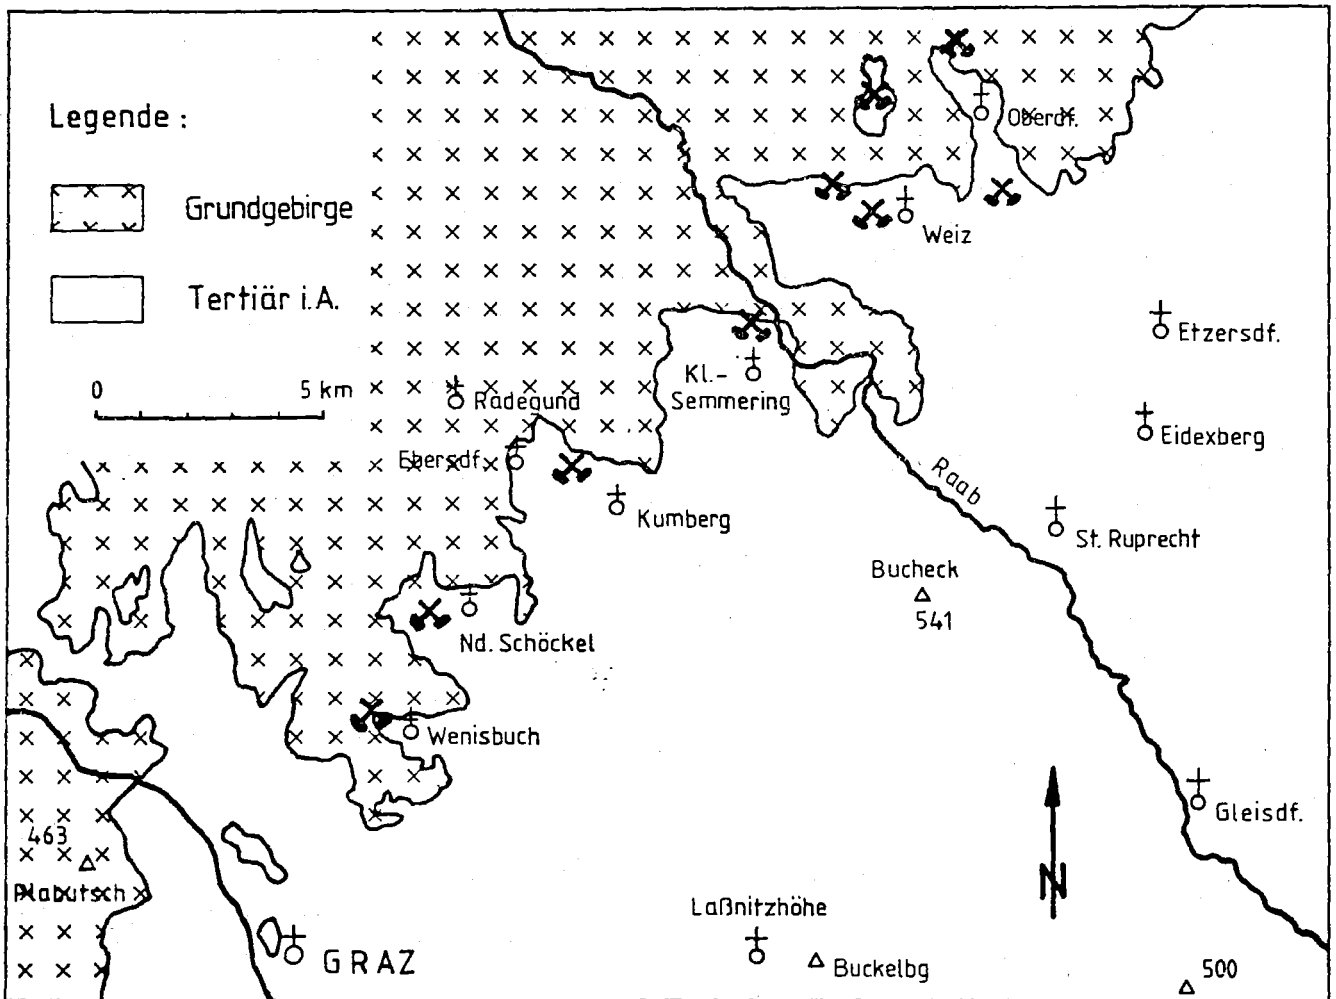 Legende :
Grundgebirge
Tertiär i. A.
0 5 km
Oberdf.
Weiz
Etzersdf.
Kl.-
Semmering
Radegund
Eidexberg
Ebersdf.
Raab
Kumberg
St. Ruprecht
Bucheck
541
Nd. Schöckel
Wenisbuch
Gleisdf.
463
Plabutsch
N
Laßnitzhöhe
GRAZ
Buckelbg
500